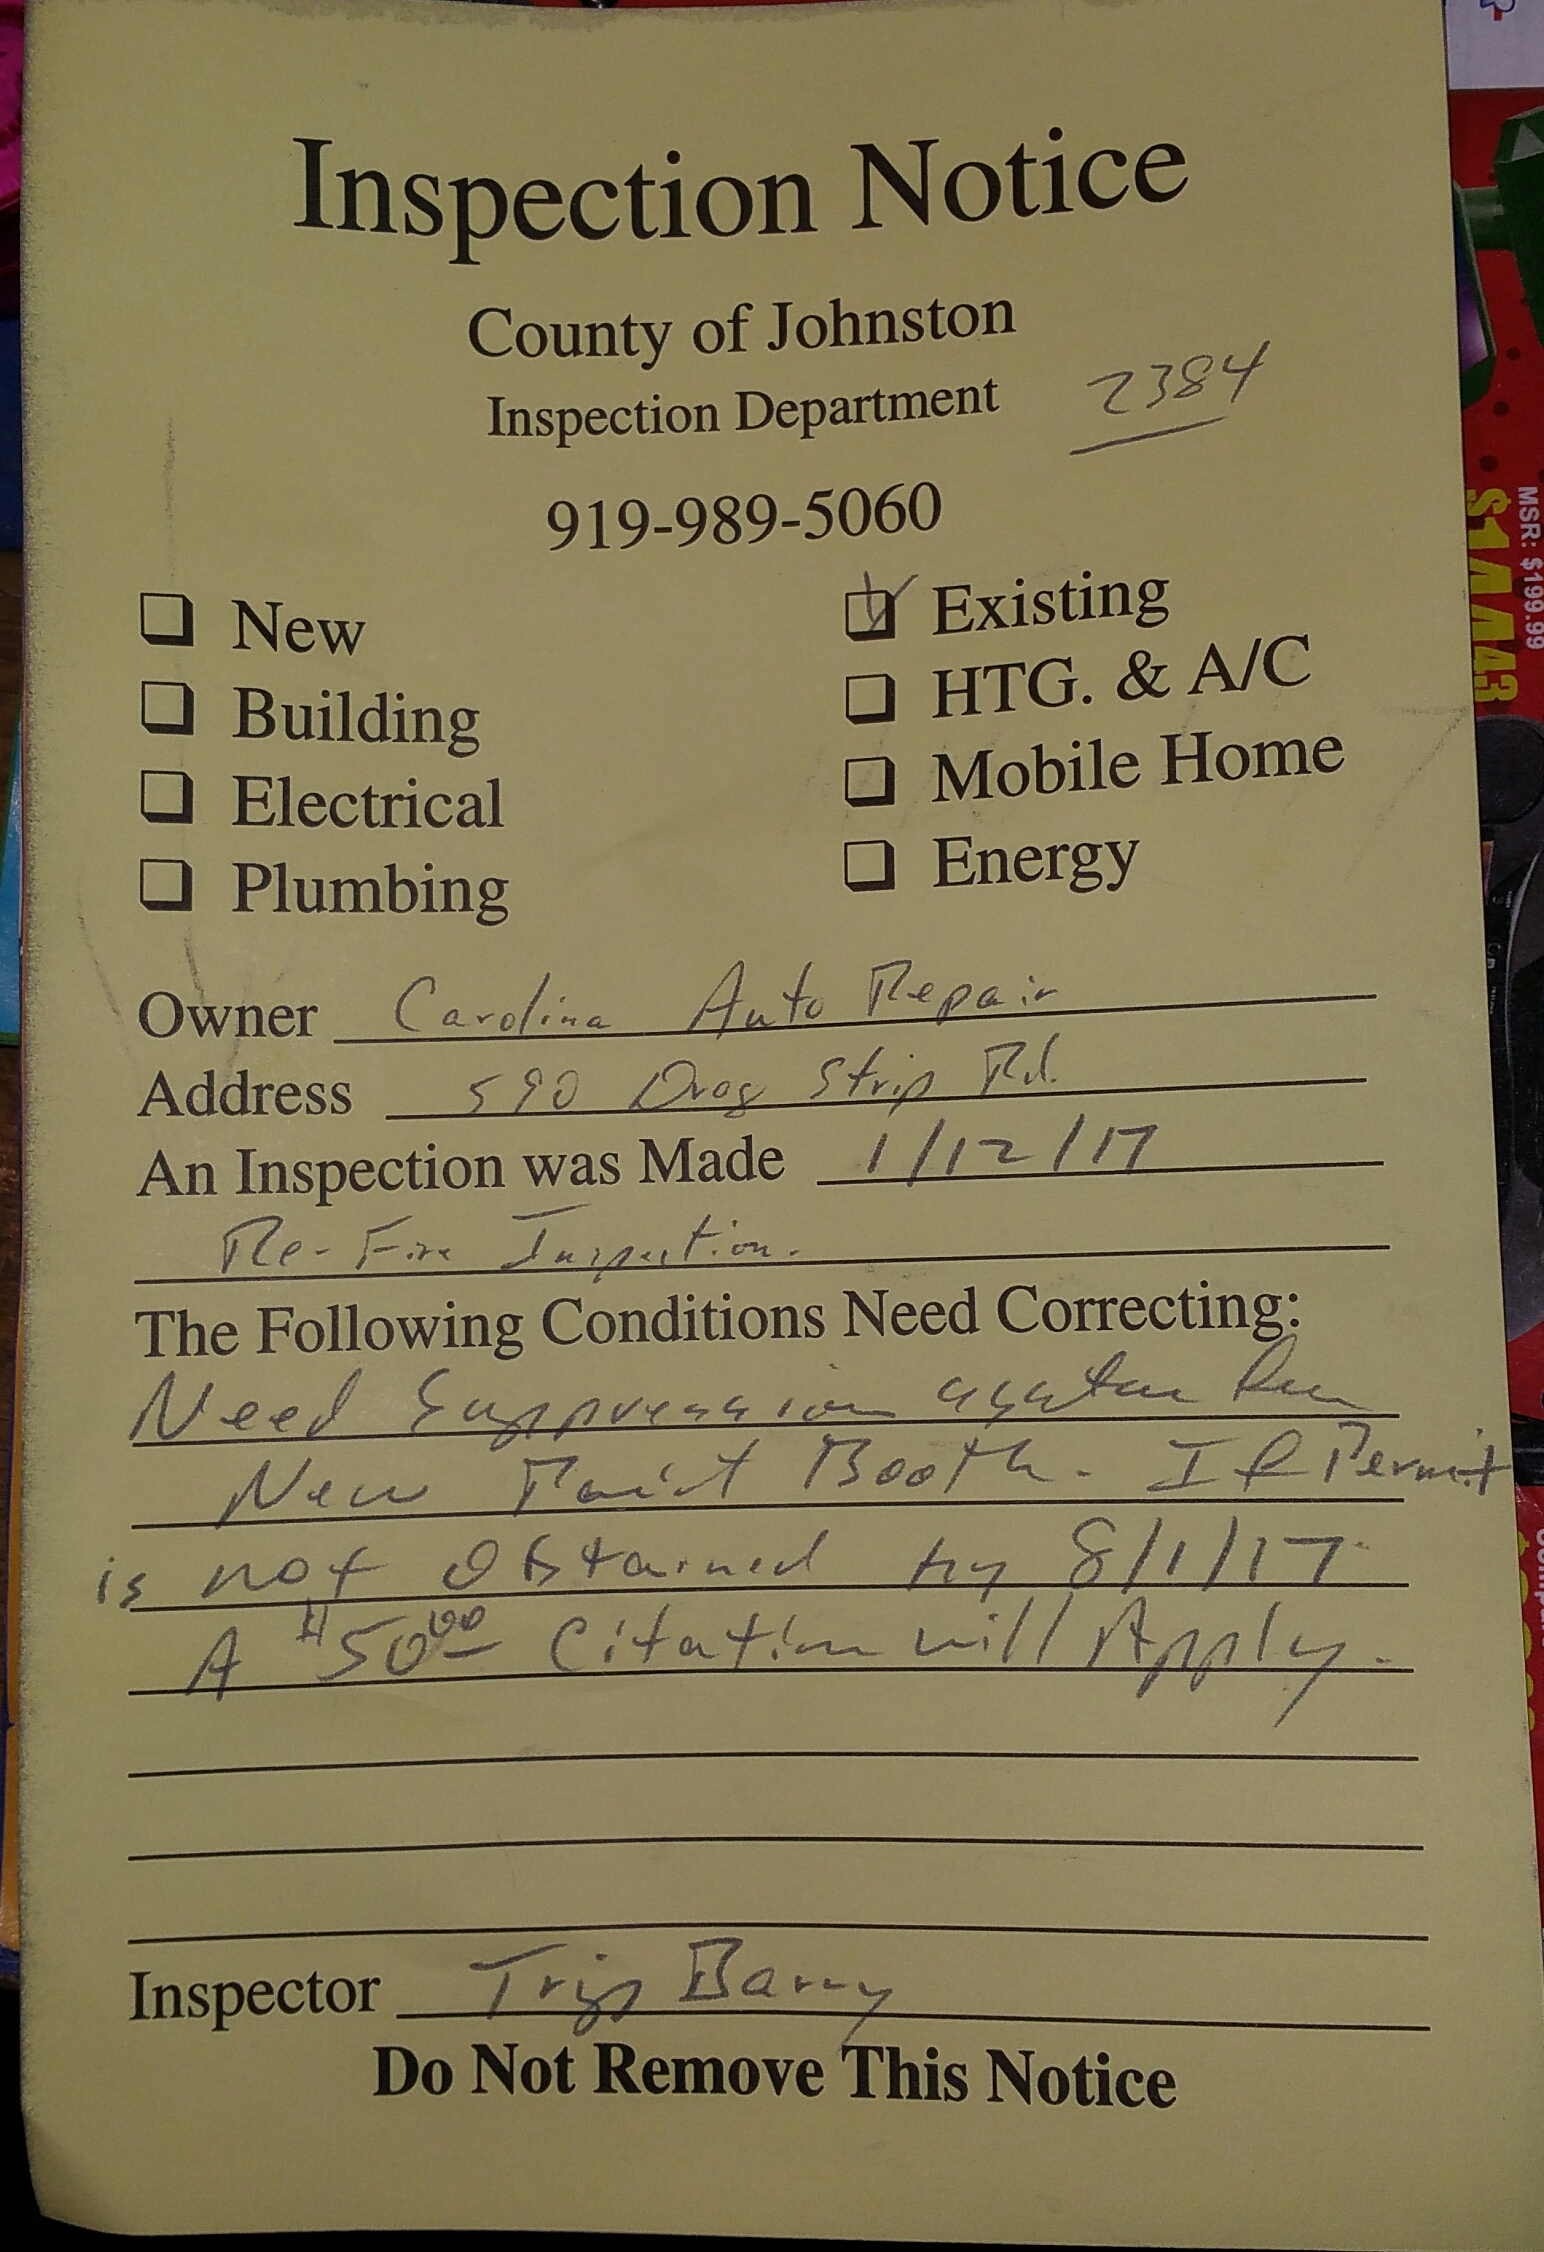 Inspection Notice
County of Johnston
Inspection Department 2384
919-989-5060
New
Existing
Building
HTG. & A/C
Electrical
Mobile Home
Plumbing
Energy
Owner Carolina Auto Repair
Address 590 Drag Strip Rd.
An Inspection was Made 1/12/17
Re-Fire Inspection.
The Following Conditions Need Correcting:
Need Suppression system for
New Paint Booth. If Permit
is not obtained by 8/1/17
A $50.00 Citation will Apply.
Inspector Trip Barry
Do Not Remove This Notice
MSR: $199.99